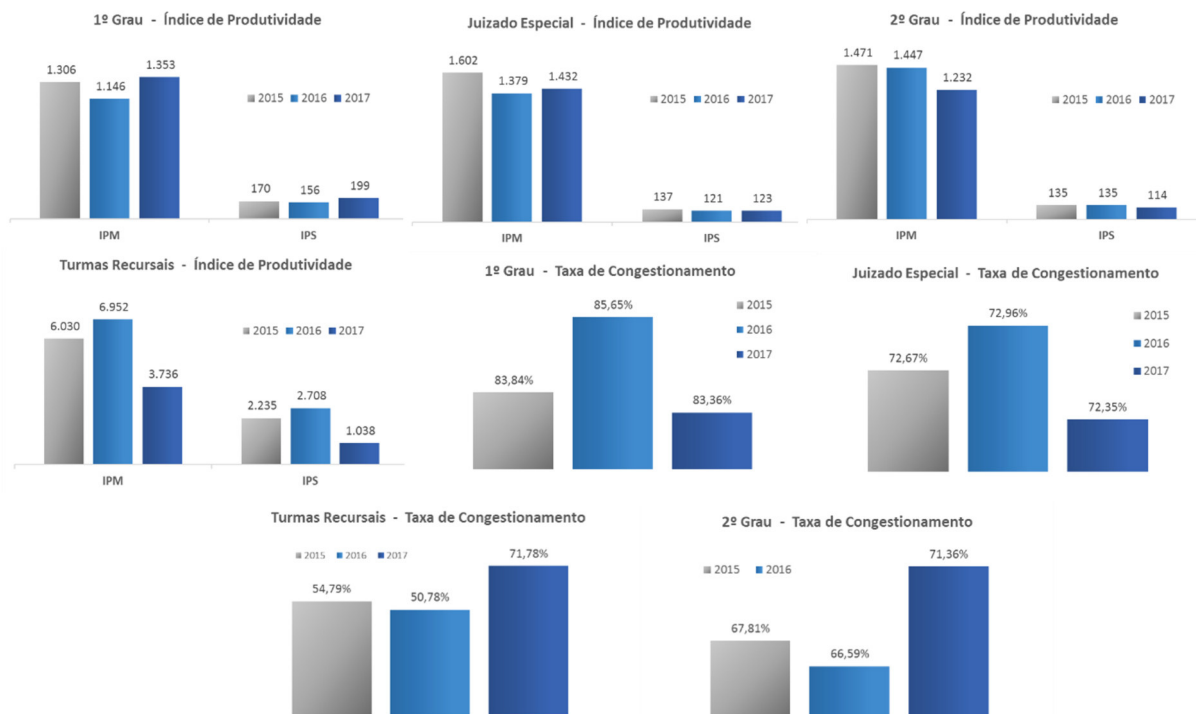 1º Grau - Índice de Produtividade
1.306
1.146
1.353
170
156
199
2015 2016 2017
IPM
IPS
Juizado Especial - Índice de Produtividade
1.602
1.379
1.432
137
121
123
2015 2016 2017
IPM
IPS
2º Grau - Índice de Produtividade
1.471
1.447
1.232
135
135
114
2015 2016 2017
IPM
IPS
Turmas Recursais - Índice de Produtividade
6.030
6.952
3.736
2.235
2.708
1.038
2015 2016 2017
IPM
IPS
1º Grau - Taxa de Congestionamento
83,84%
85,65%
83,36%
2015
2016
2017
Juizado Especial - Taxa de Congestionamento
72,67%
72,96%
72,35%
2015
2016
2017
Turmas Recursais - Taxa de Congestionamento
2015 2016 2017
54,79%
50,78%
71,78%
2º Grau - Taxa de Congestionamento
2015 2016
67,81%
66,59%
71,36%